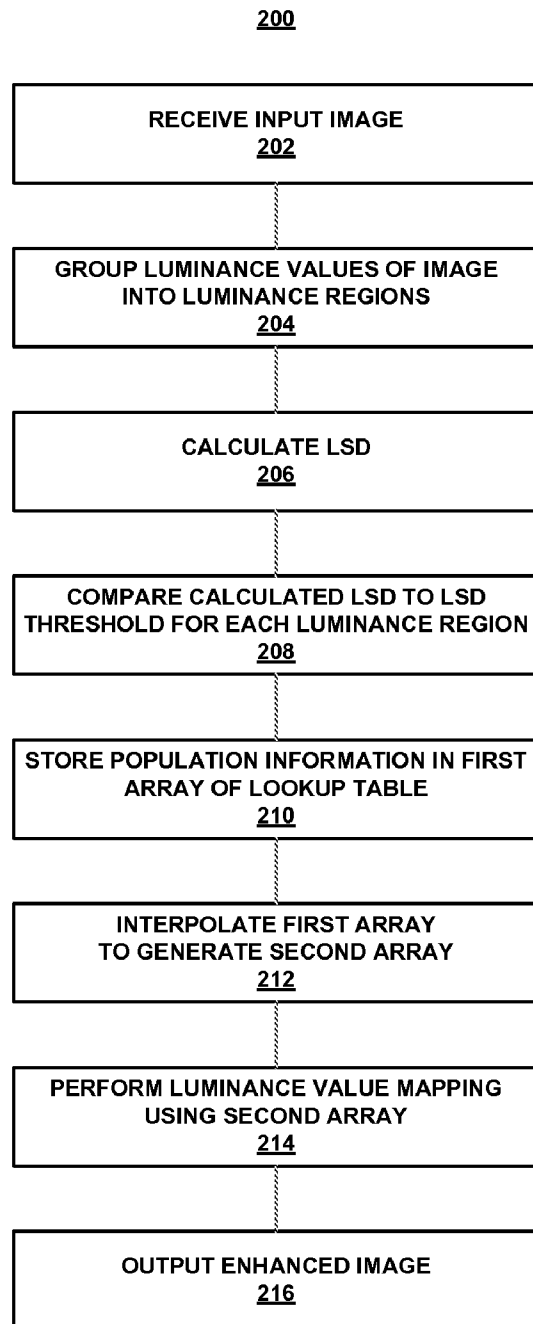 200
RECEIVE INPUT IMAGE
202
GROUP LUMINANCE VALUES OF IMAGE
INTO LUMINANCE REGIONS
204
CALCULATE LSD
206
COMPARE CALCULATED LSD TO LSD
THRESHOLD FOR EACH LUMINANCE REGION
208
STORE POPULATION INFORMATION IN FIRST
ARRAY OF LOOKUP TABLE
210
INTERPOLATE FIRST ARRAY
TO GENERATE SECOND ARRAY
212
PERFORM LUMINANCE VALUE MAPPING
USING SECOND ARRAY
214
OUTPUT ENHANCED IMAGE
216